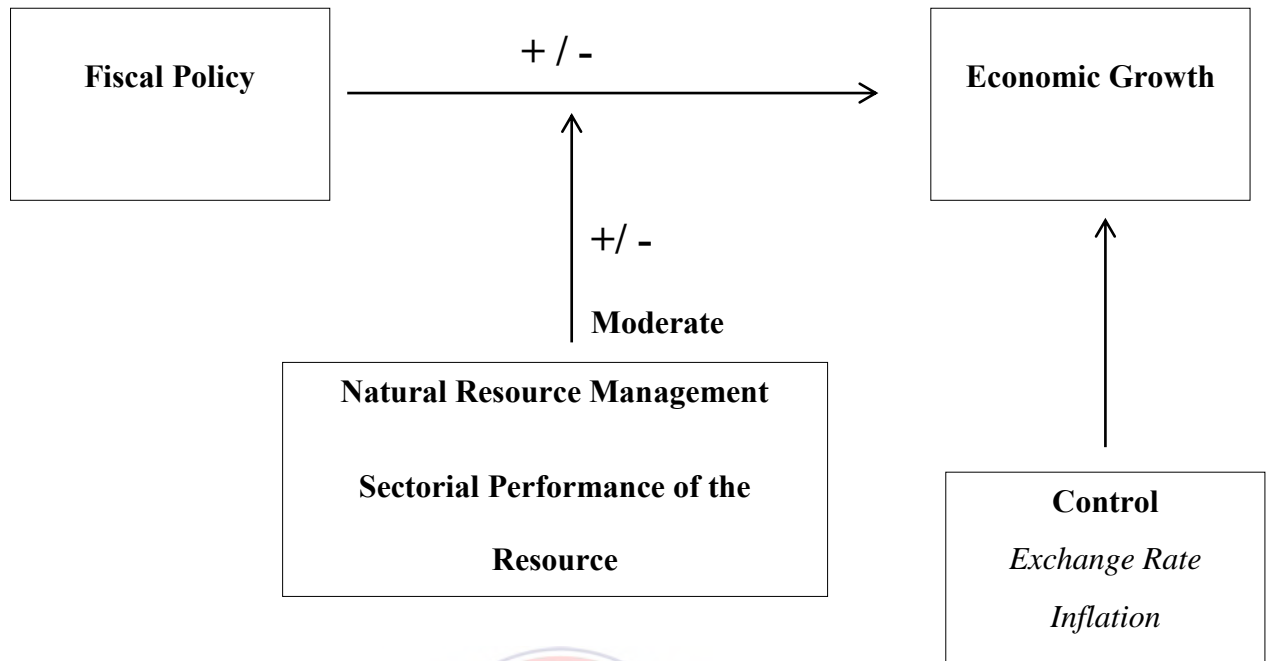 + / -
Fiscal Policy
Economic Growth
+/ -
Moderate
Natural Resource Management
Sectorial Performance of the
Resource
Control
Exchange Rate
Inflation